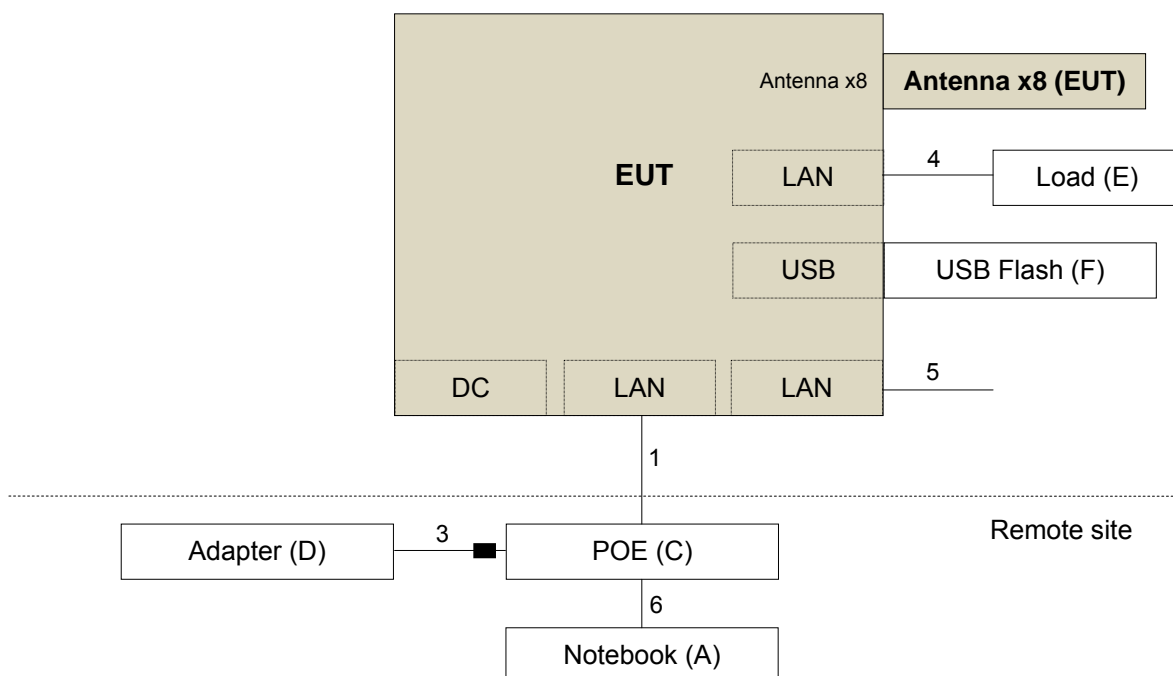 Antenna x8
Antenna x8 (EUT)
EUT
LAN
4
Load (E)
USB
USB Flash (F)
DC
LAN
LAN
5
1
Remote site
Adapter (D)
3
POE (C)
6
Notebook (A)